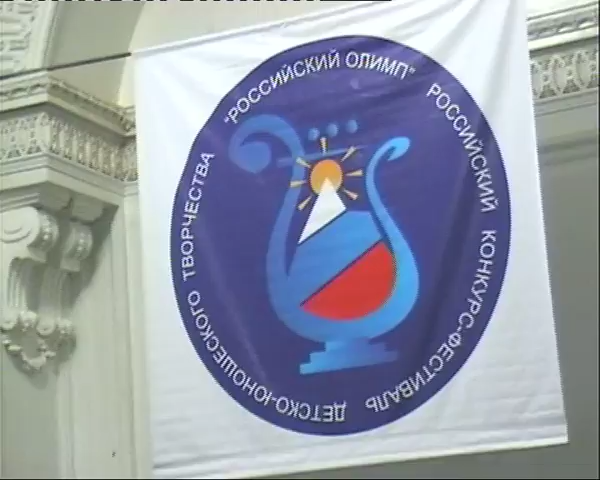 "РОССИЙСКИЙ ОЛИМП"
РОССИЙСКИЙ КОНКУРС-ФЕСТИВАЛЬ ДЕТСКО-ЮНОШЕСКОГО ТВОРЧЕСТВА